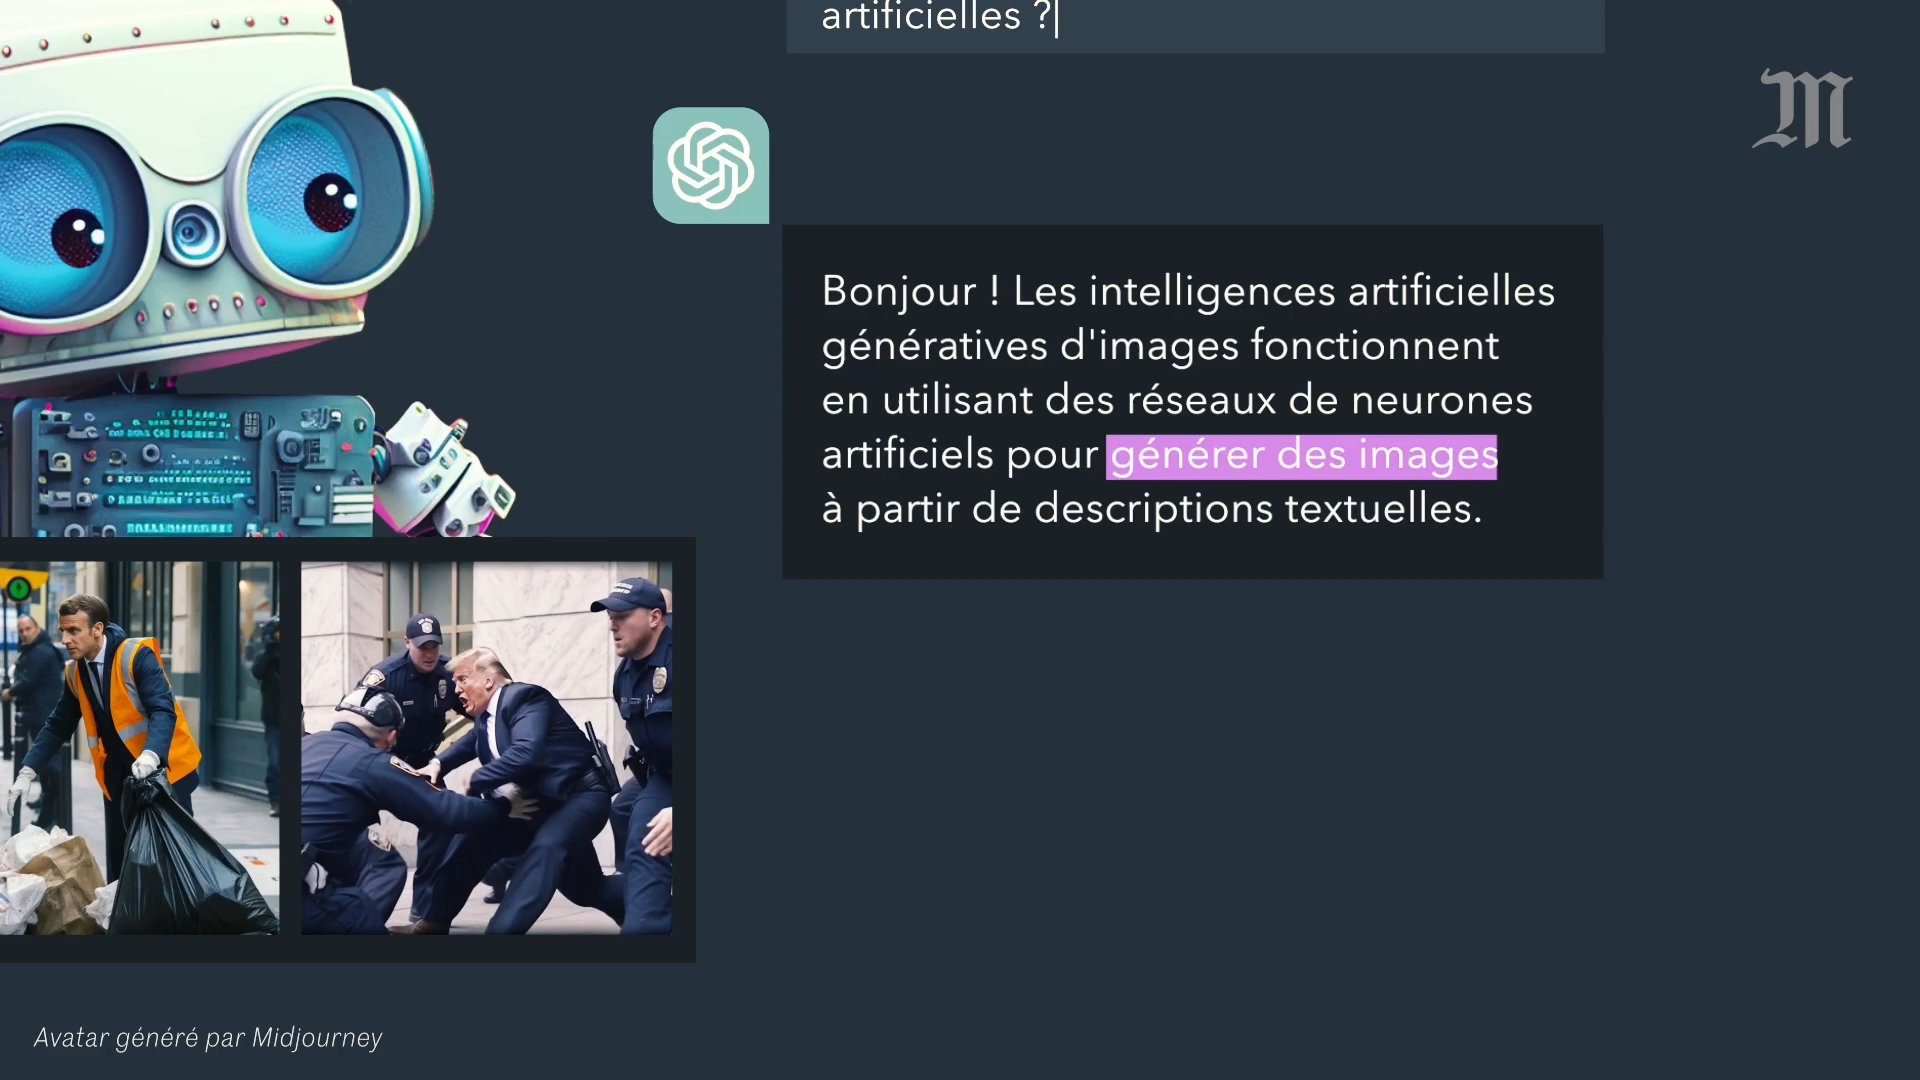 artificielles ?
Bonjour ! Les intelligences artificielles
génératives d'images fonctionnent
en utilisant des réseaux de neurones
artificiels pour générer des images
à partir de descriptions textuelles.
Avatar généré par Midjourney